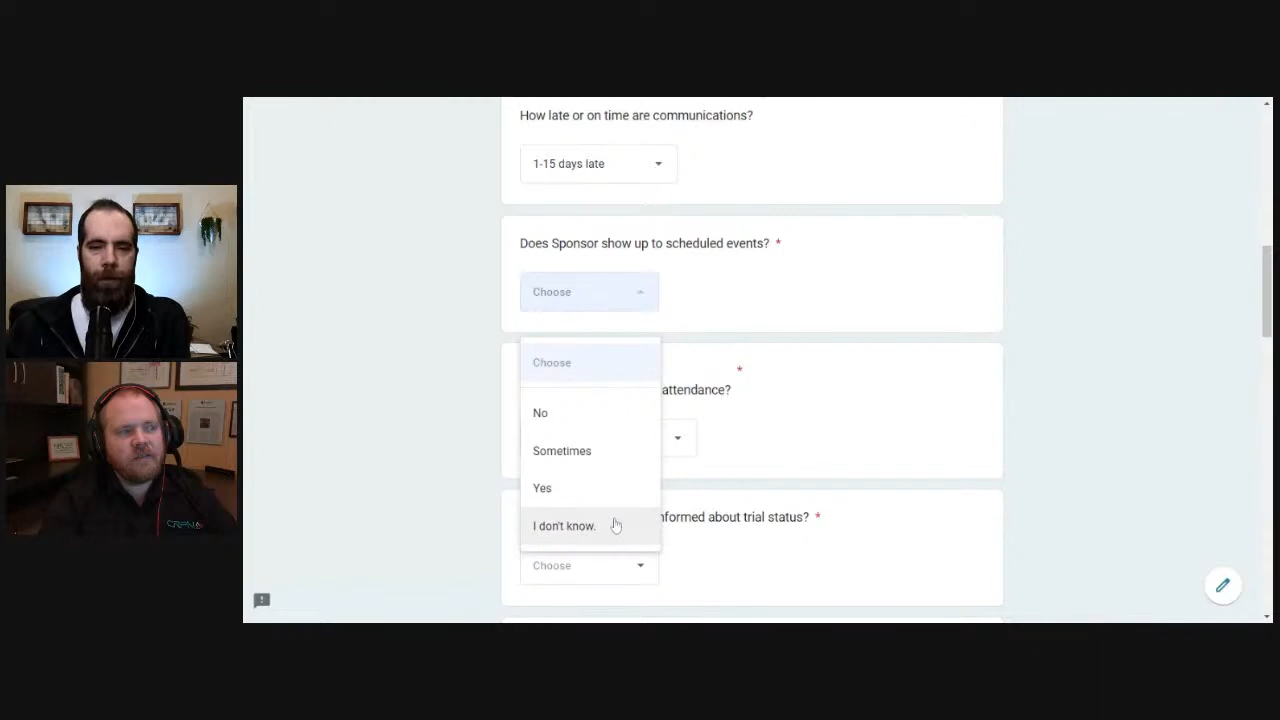 How late or on time are communications?
1-15 days late
Does Sponsor show up to scheduled events? *
Choose
Choose
*
attendance?
No
Sometimes
Yes
nformed about trial status? *
I don't know.
Choose